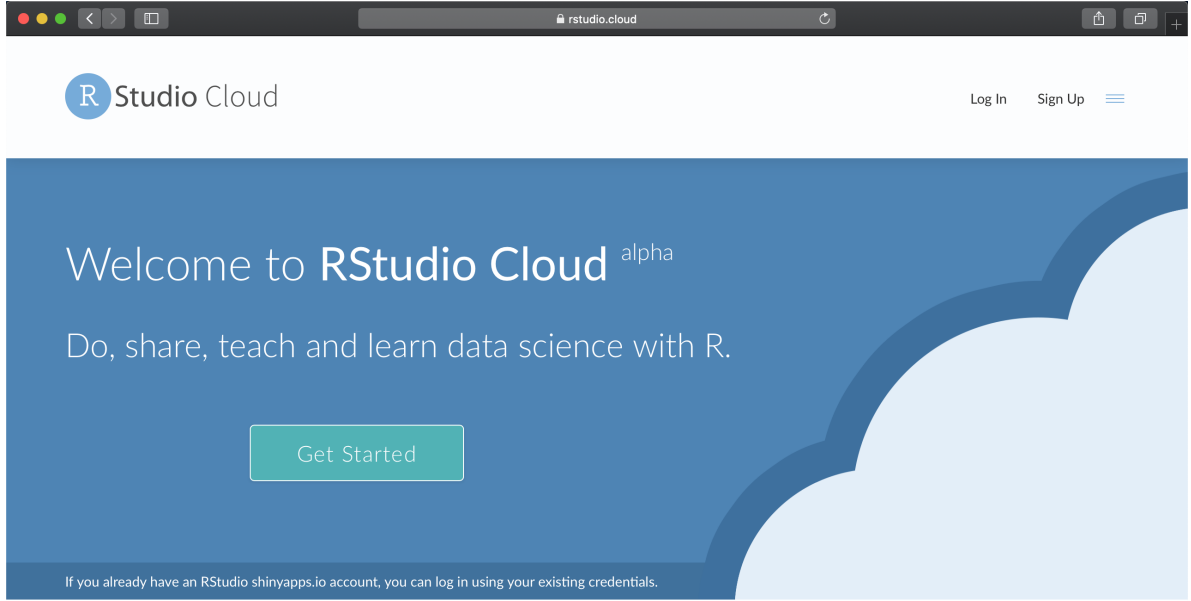 rstudio.cloud
R Studio Cloud
Log In Sign Up
Welcome to RStudio Cloud alpha
Do, share, teach and learn data science with R.
Get Started
If you already have an RStudio shinyapps.io account, you can log in using your existing credentials.